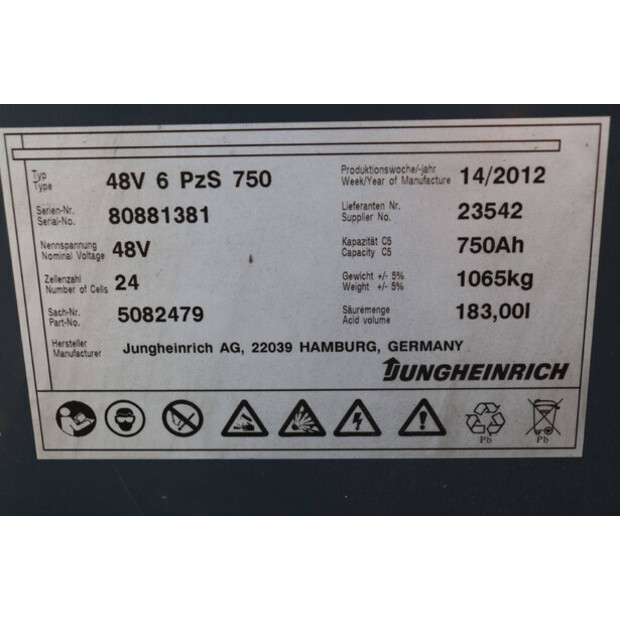 Typ 48V 6 PzS 750 Produktionswoche/-jahr 14/2012
Type Week/Year of Manufacture
Serien-Nr. 80881381 Lieferanten Nr. 23542
Serial-No. Supplier No.
Nennspannung 48V Kapazität C5 750Ah
Nominal Voltage Capacity C5
Zellenzahl 24 Gewicht +/- 5% 1065kg
Number of Cells Weight +/- 5%
Sach-Nr. 5082479 Säuremenge 183,00l
Part-No. Acid volume
Hersteller Jungheinrich AG, 22039 HAMBURG, GERMANY
Manufacturer
JUNGHEINRICH
Pb Pb